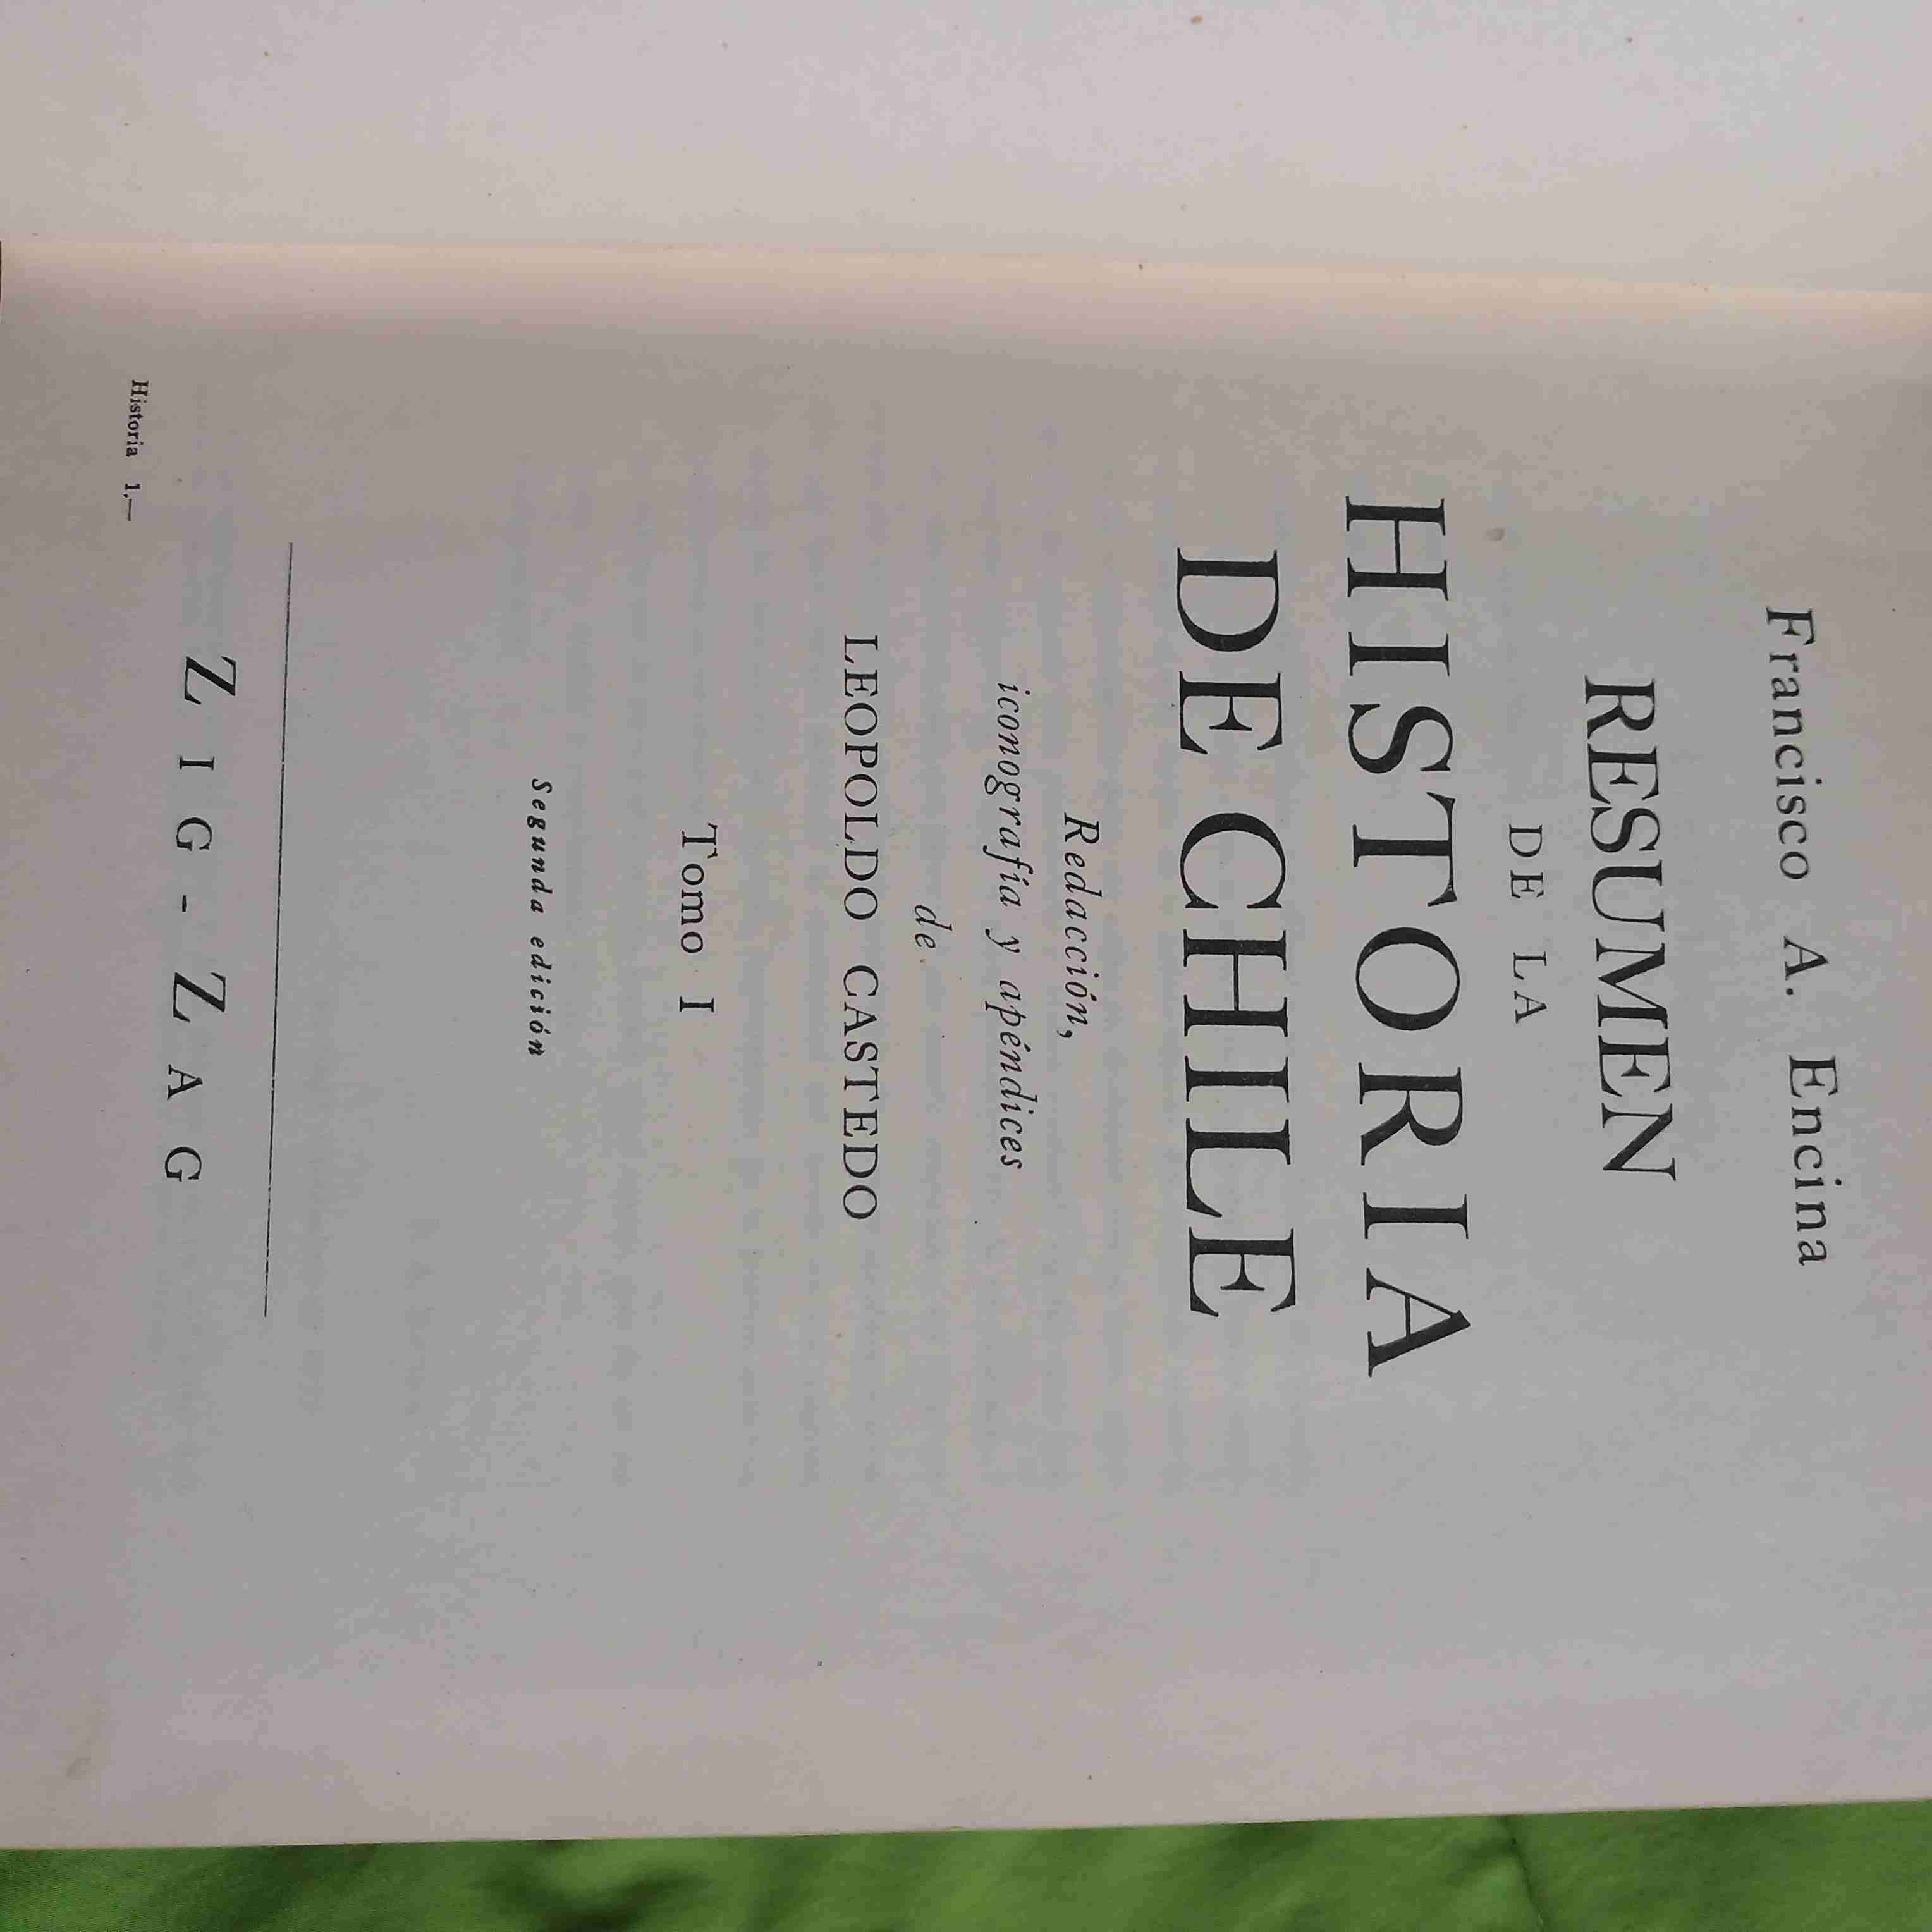 Francisco A. Encina
RESUMEN
DE LA
HISTORIA
DE CHILE
Redacción,
iconografía y apéndices
de
LEOPOLDO CASTEDO
Tomo I
Segunda edición
ZIG-ZAG
Historia 1.—